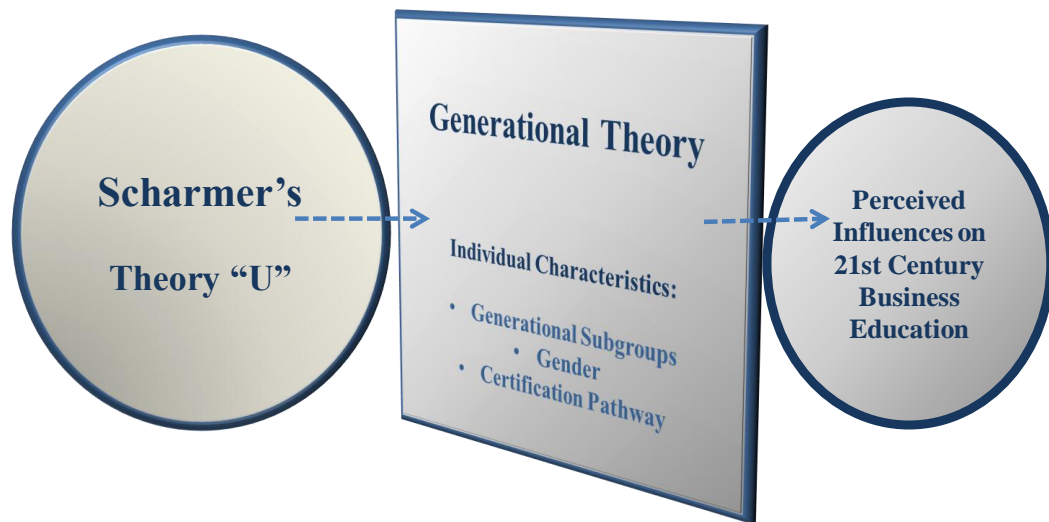 Scharmer’s
Theory “U”
Generational Theory
Individual Characteristics:
• Generational Subgroups
• Gender
• Certification Pathway
Perceived
Influences on
21st Century
Business
Education